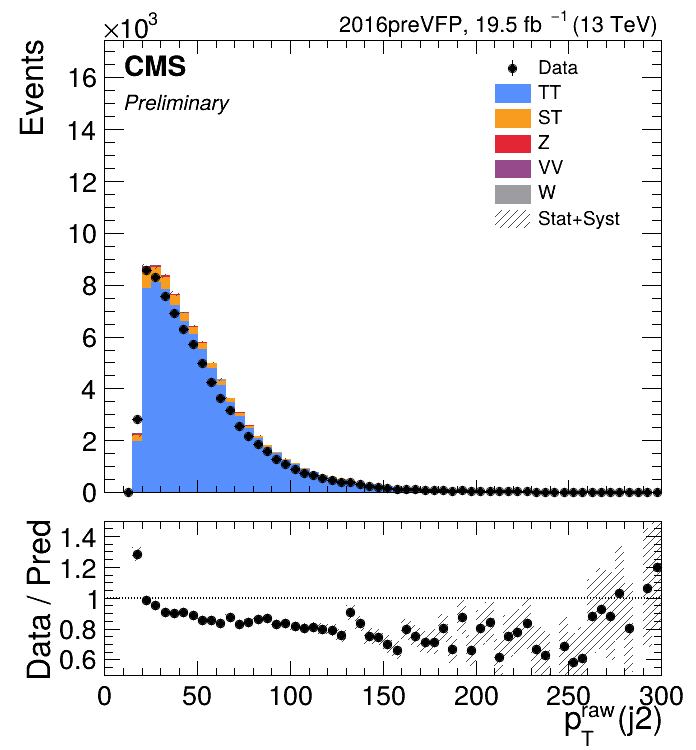 ×10³
2016preVFP, 19.5 fb ⁻¹ (13 TeV)
CMS
Preliminary
Events
16
14
12
10
8
6
4
2
0
Data
TT
ST
Z
VV
W
Stat+Syst
Data / Pred
1.4
1.2
1
0.8
0.6
0 50 100 150 200 250 300
p_T^raw(j2)